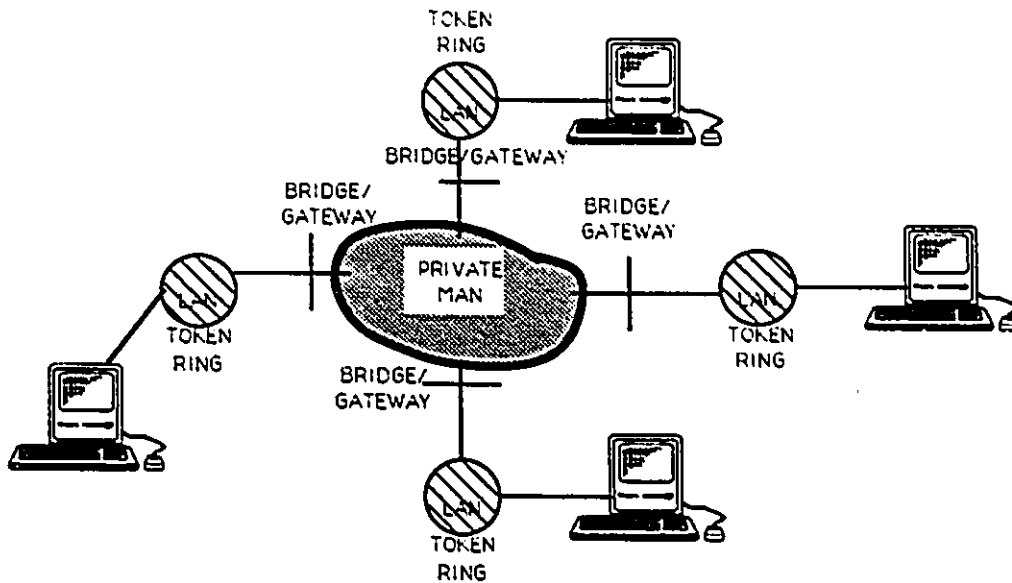 TOKEN
RING
LAN
BRIDGE/GATEWAY
BRIDGE/
GATEWAY
BRIDGE/
GATEWAY
PRIVATE
MAN
LAN
TOKEN
RING
LAN
TOKEN
RING
BRIDGE/
GATEWAY
LAN
TOKEN
RING